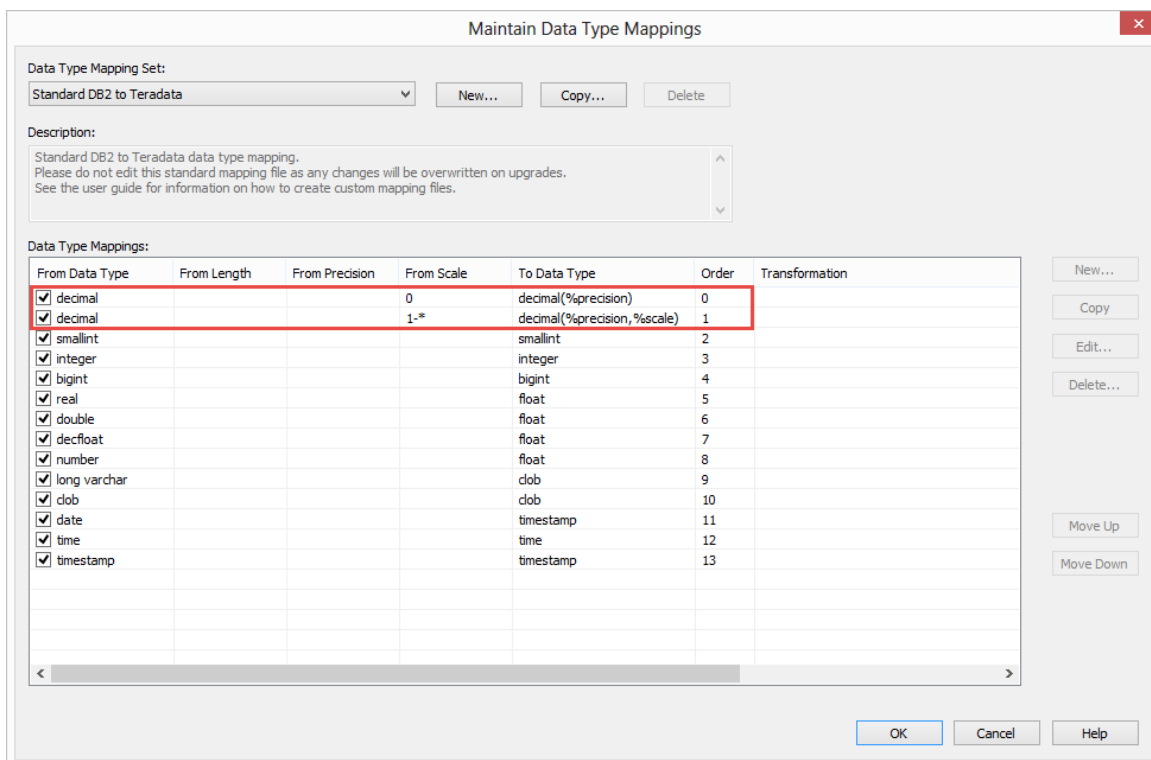 Maintain Data Type Mappings
Data Type Mapping Set:
Standard DB2 to Teradata
New...
Copy...
Delete
Description:
Standard DB2 to Teradata data type mapping.
Please do not edit this standard mapping file as any changes will be overwritten on upgrades.
See the user guide for information on how to create custom mapping files.
Data Type Mappings:
From Data Type From Length From Precision From Scale To Data Type Order Transformation
decimal 0 decimal(%precision) 0
decimal 1-* decimal(%precision,%scale) 1
smallint smallint 2
integer integer 3
bigint bigint 4
real float 5
double float 6
decfloat float 7
number float 8
long varchar clob 9
clob clob 10
date timestamp 11
time time 12
timestamp timestamp 13
New...
Copy
Edit...
Delete...
Move Up
Move Down
OK
Cancel
Help